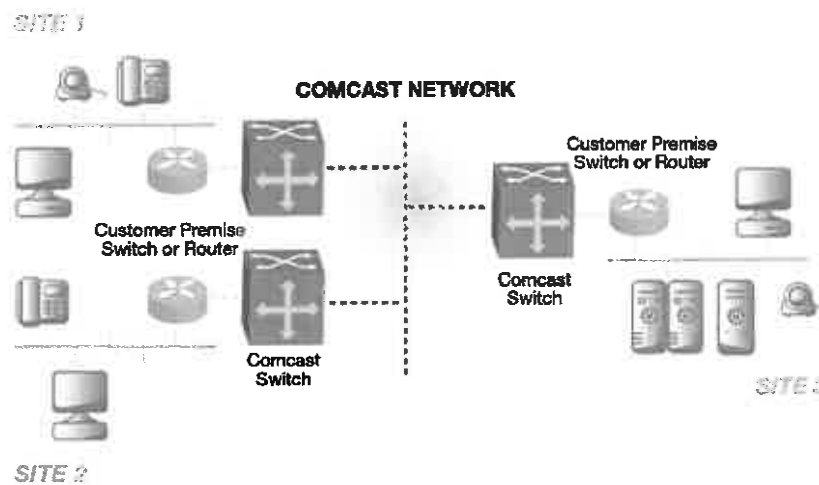 SITE 1
COMCAST NETWORK
Customer Premise
Switch or Router
Customer Premise
Switch or Router
Comcast
Switch
Comcast
Switch
SITE
SITE 2